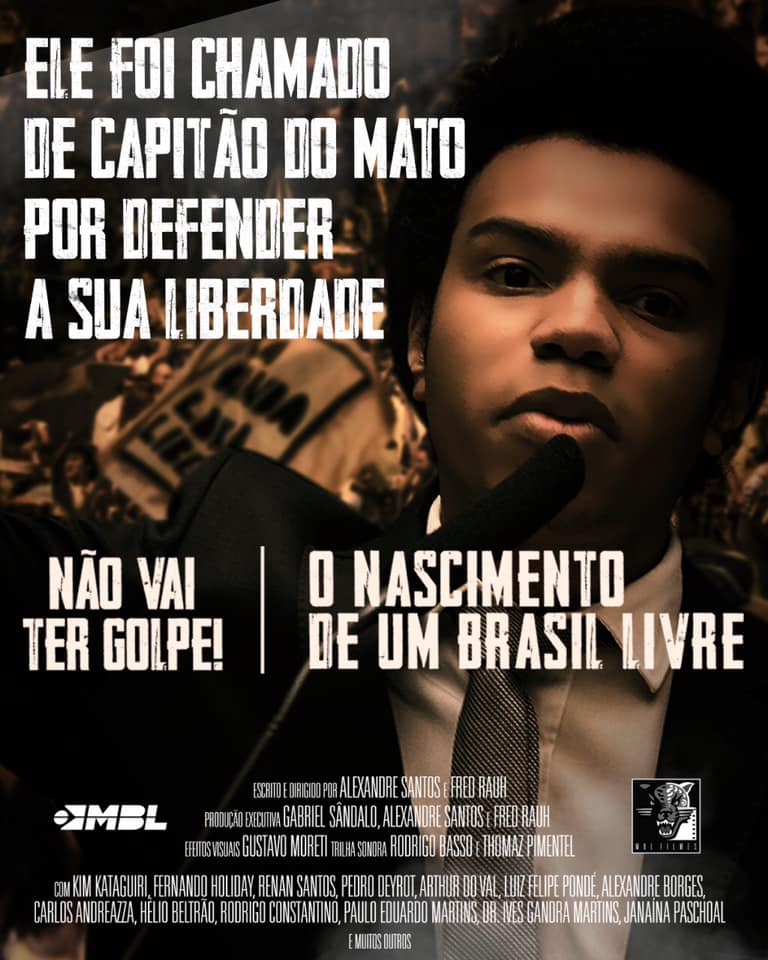 ELE FOI CHAMADO
DE CAPITÃO DO MATO
POR DEFENDER
A SUA LIBERDADE
NÃO VAI
TER GOLPE!
O NASCIMENTO
DE UM BRASIL LIVRE
ESCRITO E DIRIGIDO POR ALEXANDRE SANTOS E FRED RAUH
PRODUÇÃO EXECUTIVA GABRIEL SÂNDALO, ALEXANDRE SANTOS E FRED RAUH
EFEITOS VISUAIS GUSTAVO MORETI TRILHA SONORA RODRIGO BASSO E THOMAZ PIMENTEL
MBL
MBL FILMES
COM KIM KATAGUIRI, FERNANDO HOLIDAY, RENAN SANTOS, PEDRO DEYROT, ARTHUR DO VAL, LUIZ FELIPE PONDÉ, ALEXANDRE BORGES,
CARLOS ANDREAZZA, HÉLIO BELTRÃO, RODRIGO CONSTANTINO, PAULO EDUARDO MARTINS, DR. IVES GANDRA MARTINS, JANAÍNA PASCHOAL
E MUITOS OUTROS